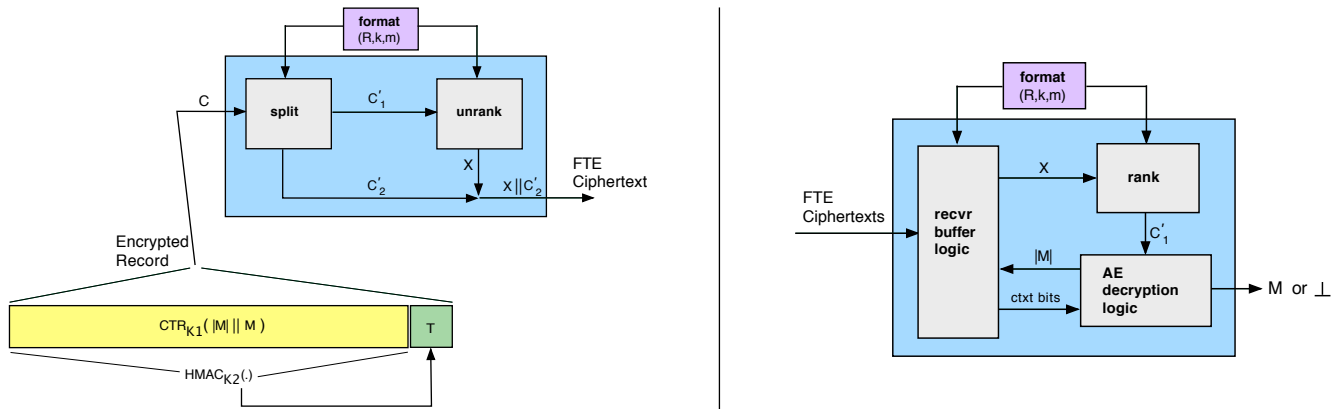 format
(R,k,m)
C
split
C′1
unrank
X
C′2
X || C′2
FTE
Ciphertext
Encrypted
Record
CTRK1( |M| || M )
T
HMACK2(.)
format
(R,k,m)
FTE
Ciphertexts
recvr
buffer
logic
X
rank
C′1
|M|
ctxt bits
AE
decryption
logic
M or ⊥